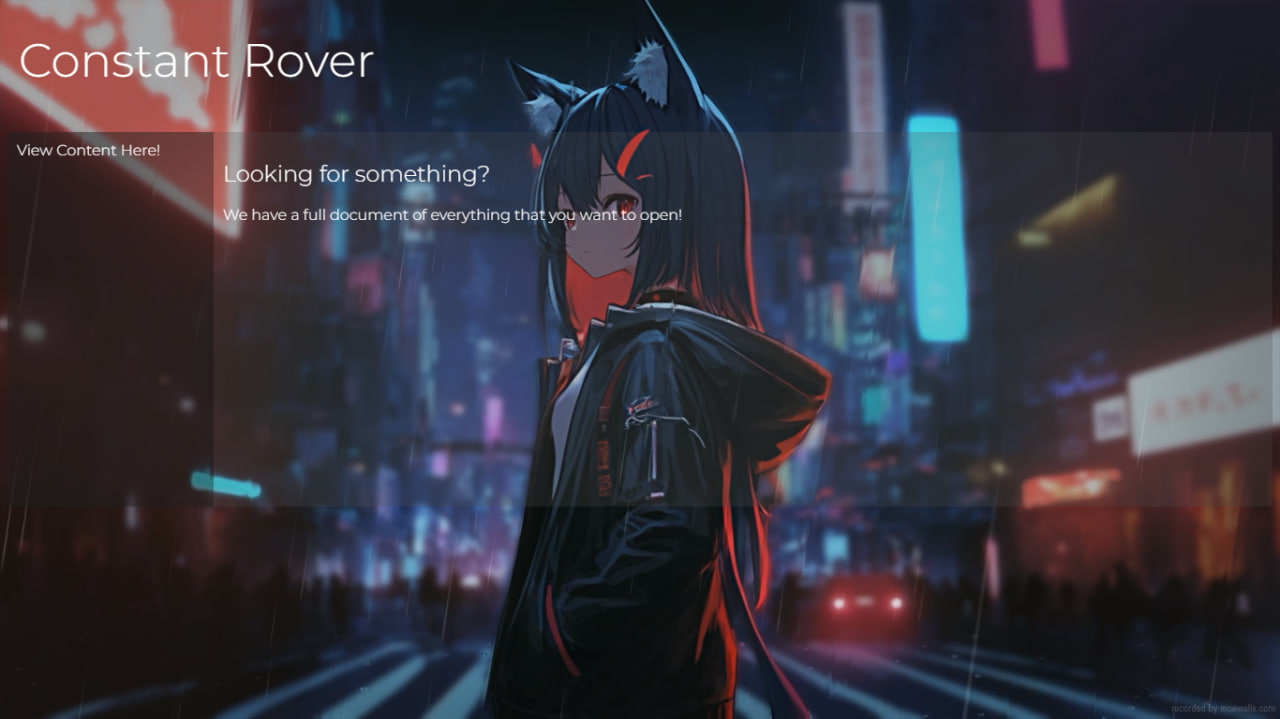 Constant Rover
View Content Here!
Looking for something?
We have a full document of everything that you want to open!
recorded by moewalls.com